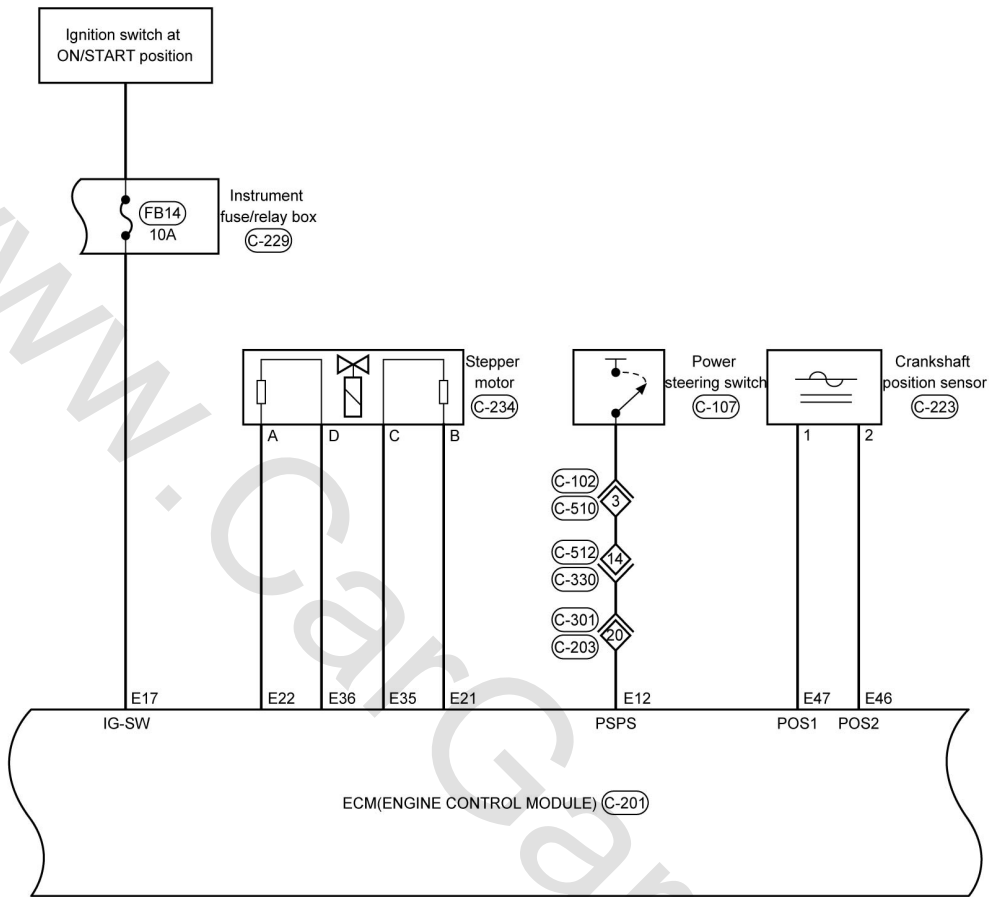 Ignition switch at
ON/START position
FB14
10A
Instrument
fuse/relay box
C-229
Stepper
motor
C-234
Power
steering switch
C-107
Crankshaft
position sensor
C-223
A
D
C
B
1
2
C-102
C-510
3
C-512
C-330
14
C-301
C-203
20
E17
E22
E36
E35
E21
E12
E47
E46
IG-SW
PSPS
POS1
POS2
ECM(ENGINE CONTROL MODULE) C-201
www.CarGa